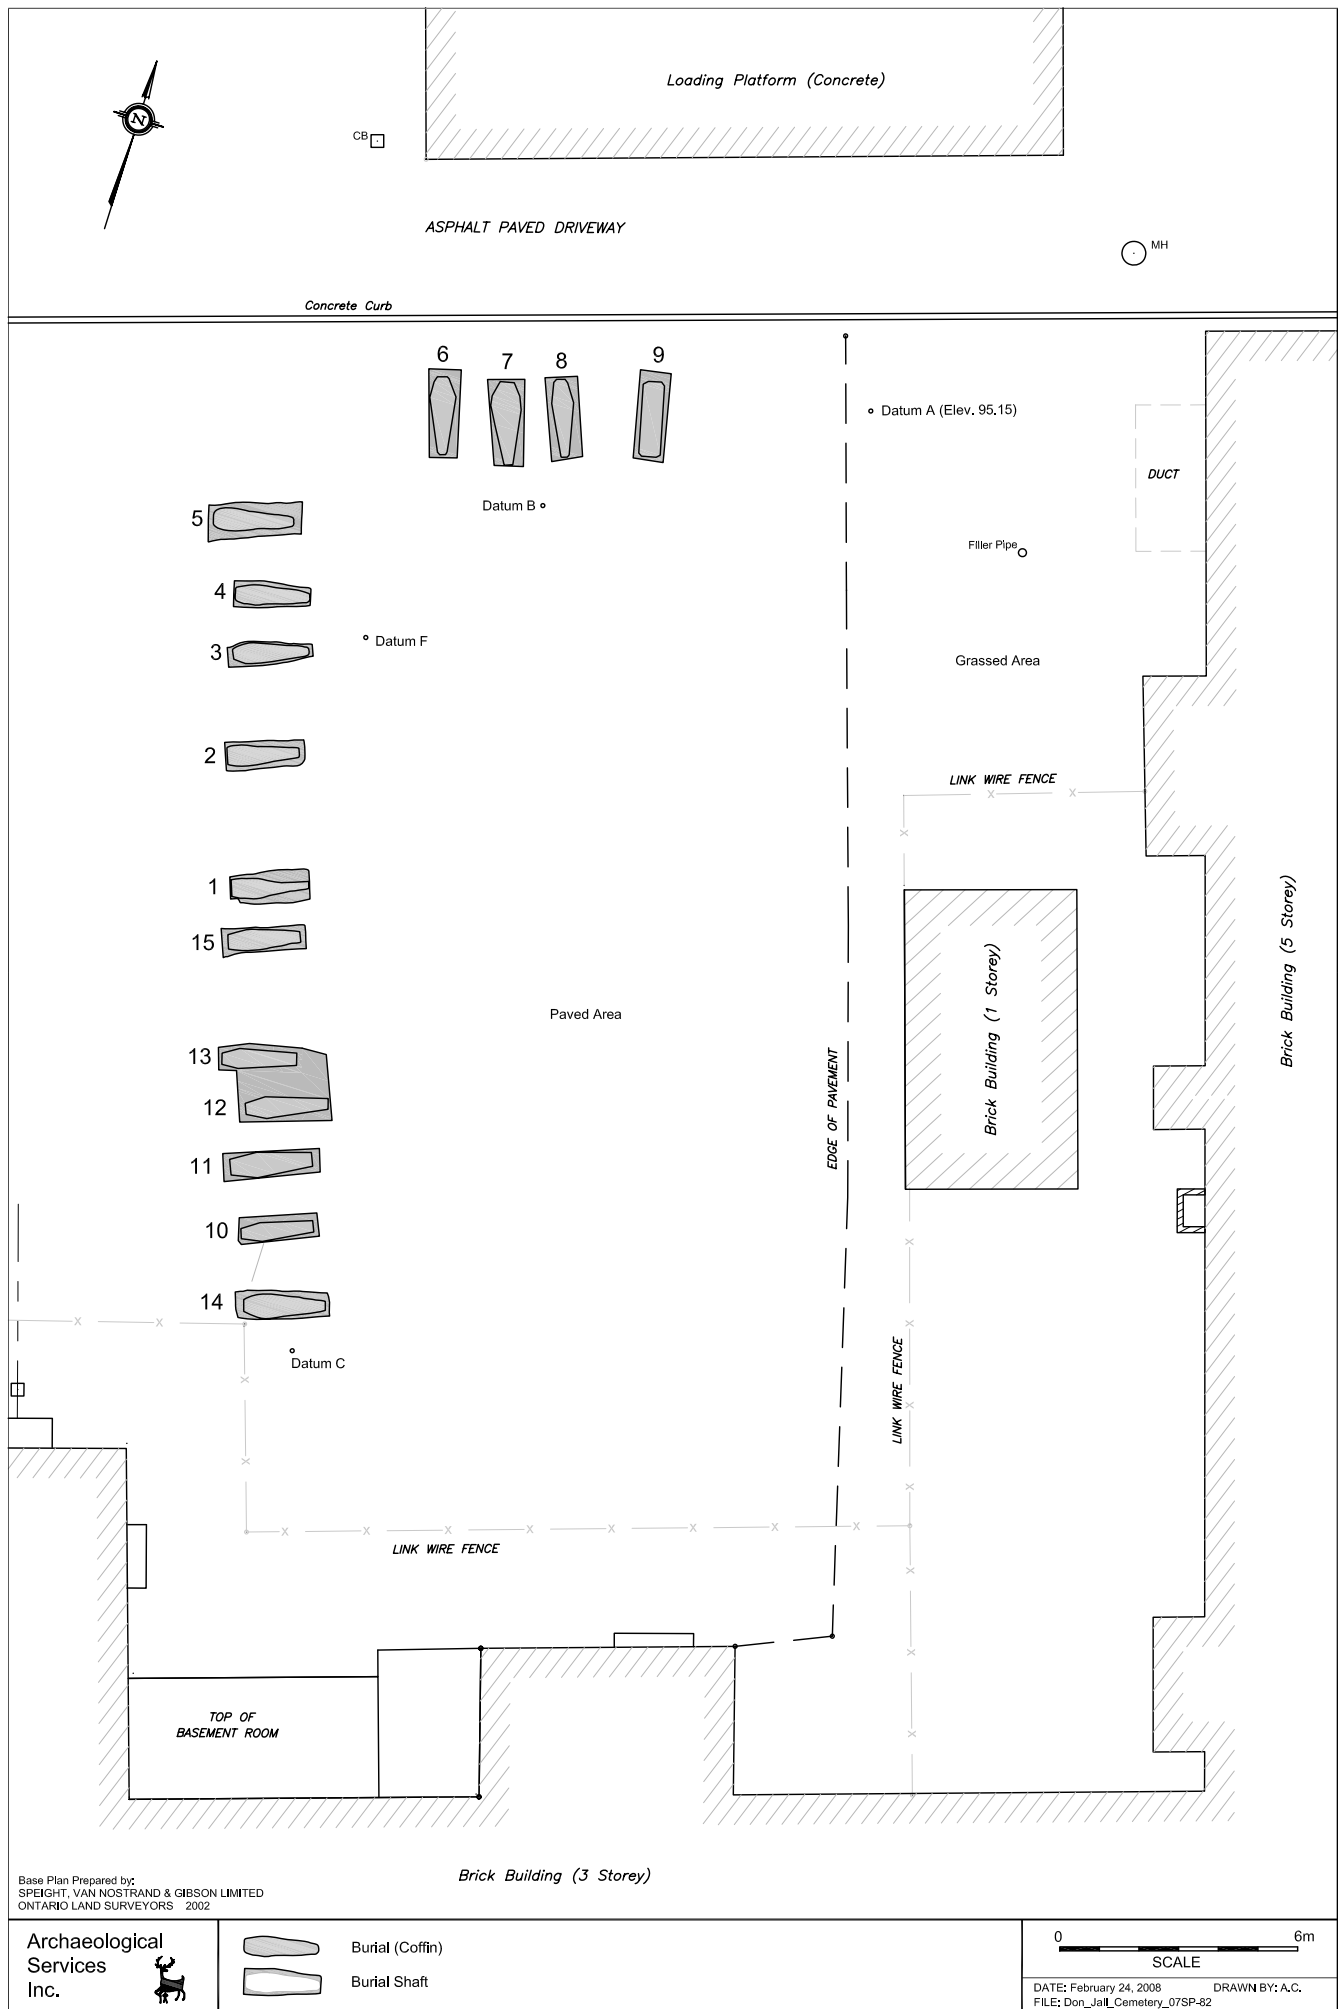 Loading Platform (Concrete)
N
CB
ASPHALT PAVED DRIVEWAY
MH
Concrete Curb
6
7
8
9
Datum A (Elev. 95.15)
DUCT
Datum B
5
Filler Pipe
4
Datum F
3
Grassed Area
2
LINK WIRE FENCE
X X
X
1
15
Brick Building (5 Storey)
Brick Building (1 Storey)
Paved Area
13
12
EDGE OF PAVEMENT
11
10
14
X X
Datum C
LINK WIRE FENCE
X
X
X
X
X
X
X X X X X X X X
LINK WIRE FENCE
X
X
X
TOP OF
BASEMENT ROOM
Brick Building (3 Storey)
Base Plan Prepared by:
SPEIGHT, VAN NOSTRAND & GIBSON LIMITED
ONTARIO LAND SURVEYORS 2002
Archaeological
Services
Inc.
Burial (Coffin)
Burial Shaft
0 6m
SCALE
DATE: February 24, 2008 DRAWN BY: A.C.
FILE: Don_Jail_Cemetery_07SP-82